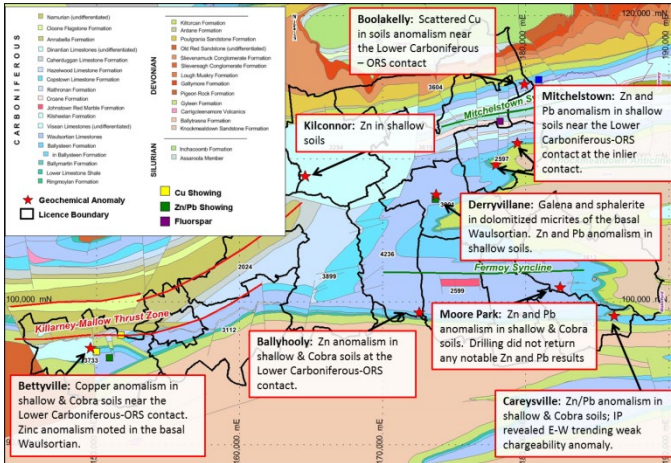 CARBONIFEROUS
Namurian (undifferentiated)
Cloone Flagstone Formation
Annabella Formation
Dinantian Limestones (undifferentiated)
Caherduggan Limestone Formation
Hazelwood Limestone Formation
Copstown Limestone Formation
Rathronan Formation
Croane Formation
Johnstown Red Marble Formation
Kilsheelan Formation
Visean Limestones (undifferentiated)
Waulsortian Limestones
Ballysteen Formation
in Ballysteen Formation
Ballymartin Formation
Lower Limestone Shale
Ringmoylan Formation
DEVONIAN
Kiltorcan Formation
Ardane Formation
Poulgrania Sandstone Formation
Old Red Sandstone (undifferentiated)
Slievenamuck Conglomerate Formation
Slieveragh Conglomerate Formation
Lough Muskry Formation
Galtymore Formation
Pigeon Rock Formation
Gyleen Formation
Ballytrasna Formation
Knockmealdown Sandstone Formation
SILURIAN
Inchacoomb Formation
Geochemical Anomaly
Licence Boundary
Cu Showing
Zn/Pb Showing
Fluorspar
Boolakelly: Scattered Cu
in soils anomalism near
the Lower Carboniferous
– ORS contact
120,000 mN
190,000
3604
Mitchelstown
Mitchelstown: Zn and
Pb anomalism in shallow
soils near the Lower
Carboniferous-ORS
contact at the inlier
contact.
Kilconnor: Zn in shallow
soils
2597
Derryvillane: Galena and sphalerite
in dolomitized micrites of the basal
Waulsortian. Zn and Pb anomalism in
shallow soils.
4236
3899
2024
Fermoy Syncline
2599
100,000 mN
100,000 mN
Killarney-Mallow Thrust Zone
3112
3733
Moore Park: Zn and Pb
anomalism in shallow & Cobra
soils. Drilling did not return
any notable Zn and Pb results
Ballyhooly: Zn anomalism in
shallow & Cobra soils at the
Lower Carboniferous-ORS
contact.
Bettyville: Copper anomalism in
shallow & Cobra soils near the
Lower Carboniferous-ORS contact.
Zinc anomalism noted in the basal
Waulsortian.
Careysville: Zn/Pb anomalism in
shallow & Cobra soils; IP
revealed E-W trending weak
chargeability anomaly.
160,000 mE
170,000 mE